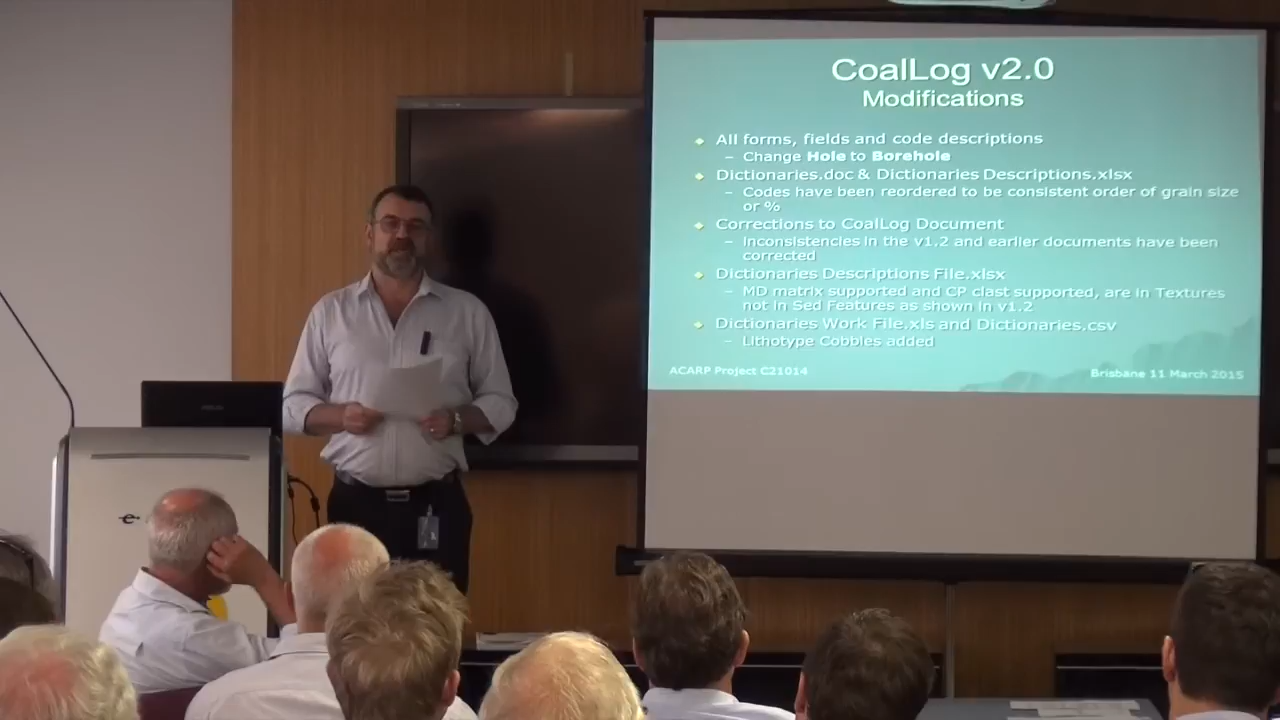 CoalLog v2.0
Modifications
All forms, fields and code descriptions
– Change Hole to Borehole
Dictionaries.doc & Dictionaries Descriptions.xlsx
– Codes have been reordered to be consistent order of grain size
or %
Corrections to CoalLog Document
– Inconsistencies in the v1.2 and earlier documents have been
corrected
Dictionaries Descriptions File.xlsx
– MD matrix supported and CP clast supported, are in Textures
not in Sed Features as shown in v1.2
Dictionaries Work File.xls and Dictionaries.csv
– Lithotype Cobbles added
ACARP Project C21014
Brisbane 11 March 2015